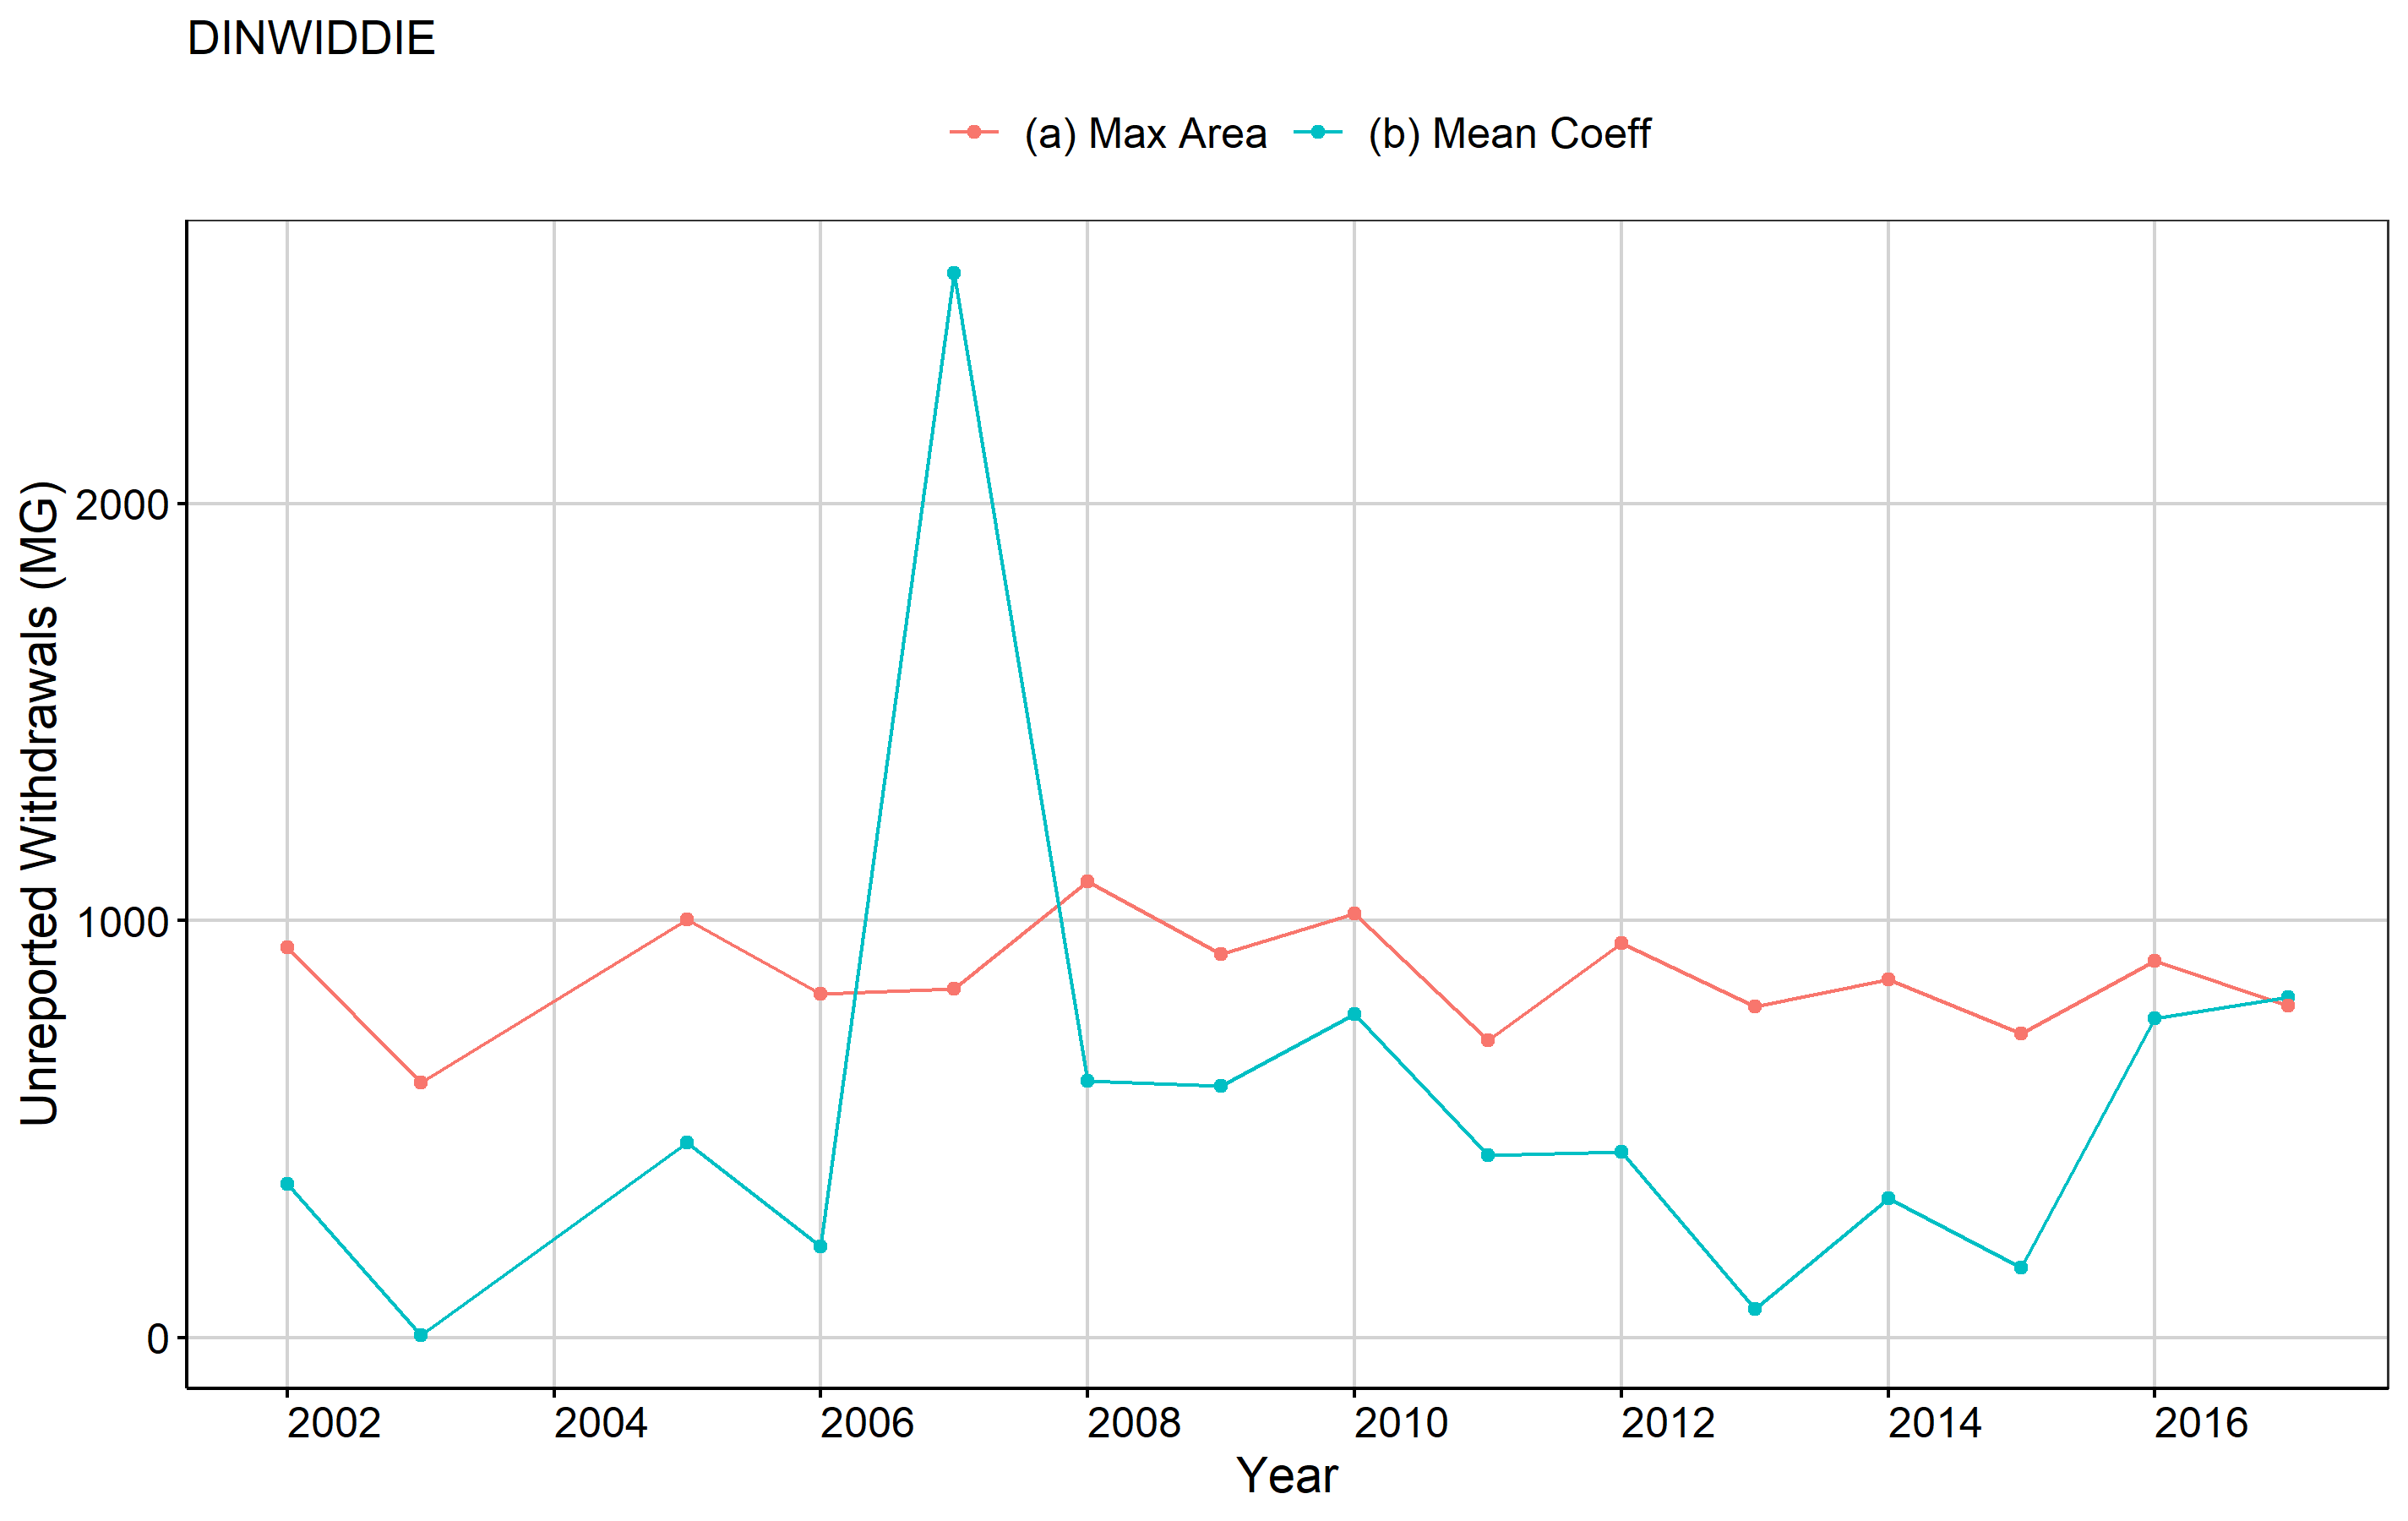 DINWIDDIE
(a) Max Area (b) Mean Coeff
Unreported Withdrawals (MG)
2000
1000
0
2002 2004 2006 2008 2010 2012 2014 2016
Year